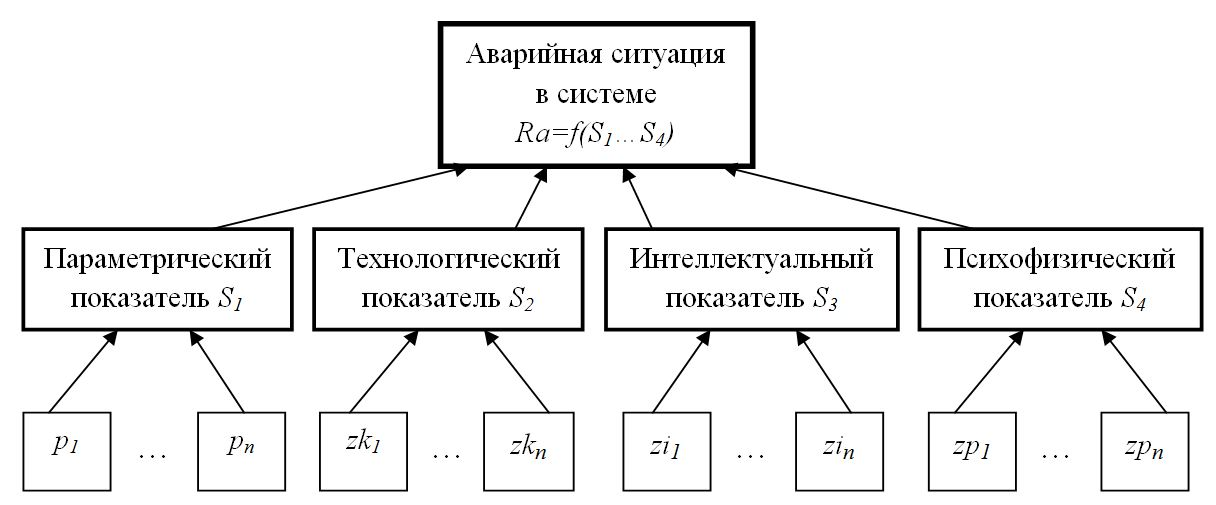 Аварийная ситуация
в системе
Ra=f(S1…S4)
Параметрический
показатель S1
Технологический
показатель S2
Интеллектуальный
показатель S3
Психофизический
показатель S4
p1 … pn zk1 … zkn zi1 … zin zp1 … zpn